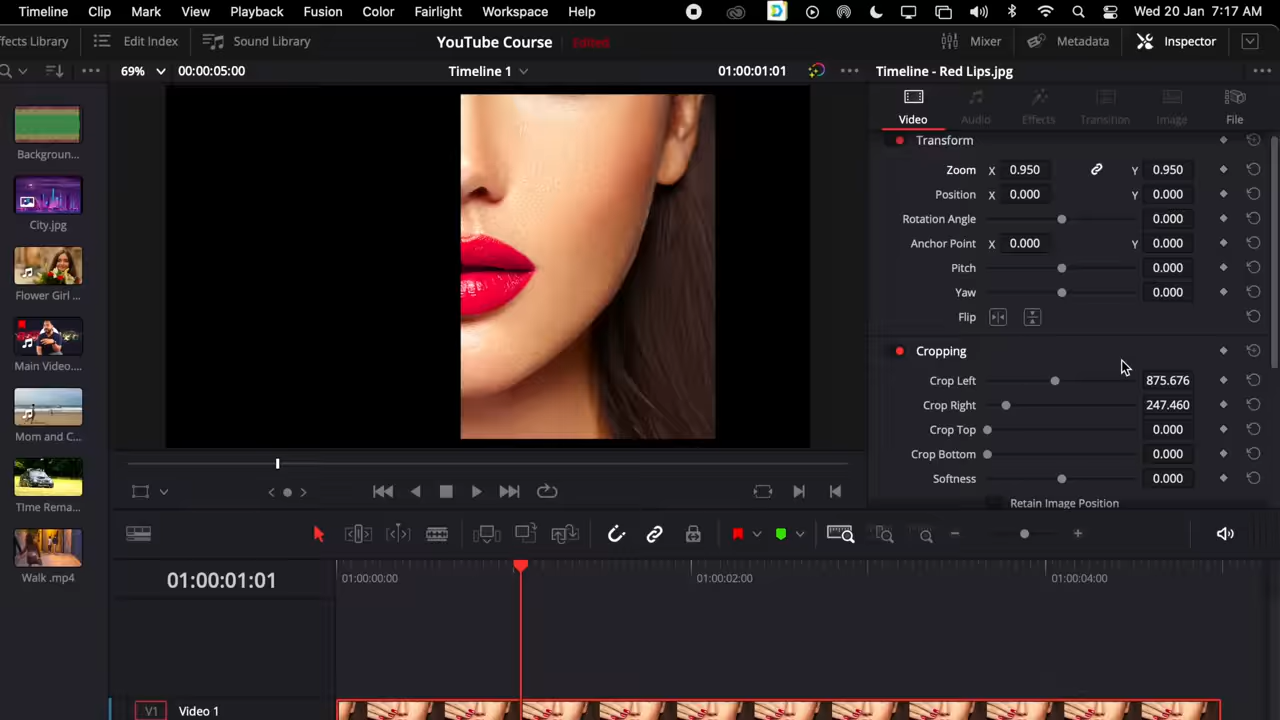 Timeline Clip Mark View Playback Fusion Color Fairlight Workspace Help Wed 20 Jan 7:17 AM
ffects Library Edit Index Sound Library YouTube Course Edited Mixer Metadata Inspector
69% 00:00:05:00 Timeline 1 01:00:01:01 Timeline - Red Lips.jpg
Video Audio Effects Transition Image File
Backgroun...
City.jpg
Flower Girl ...
Main Video....
Mom and C...
TIme Rema...
Walk .mp4
Transform
Zoom X 0.950 Y 0.950
Position X 0.000 Y 0.000
Rotation Angle 0.000
Anchor Point X 0.000 Y 0.000
Pitch 0.000
Yaw 0.000
Flip
Cropping
Crop Left 875.676
Crop Right 247.460
Crop Top 0.000
Crop Bottom 0.000
Softness 0.000
Retain Image Position
01:00:01:01 01:00:00:00 01:00:02:00 01:00:04:00
V1 Video 1